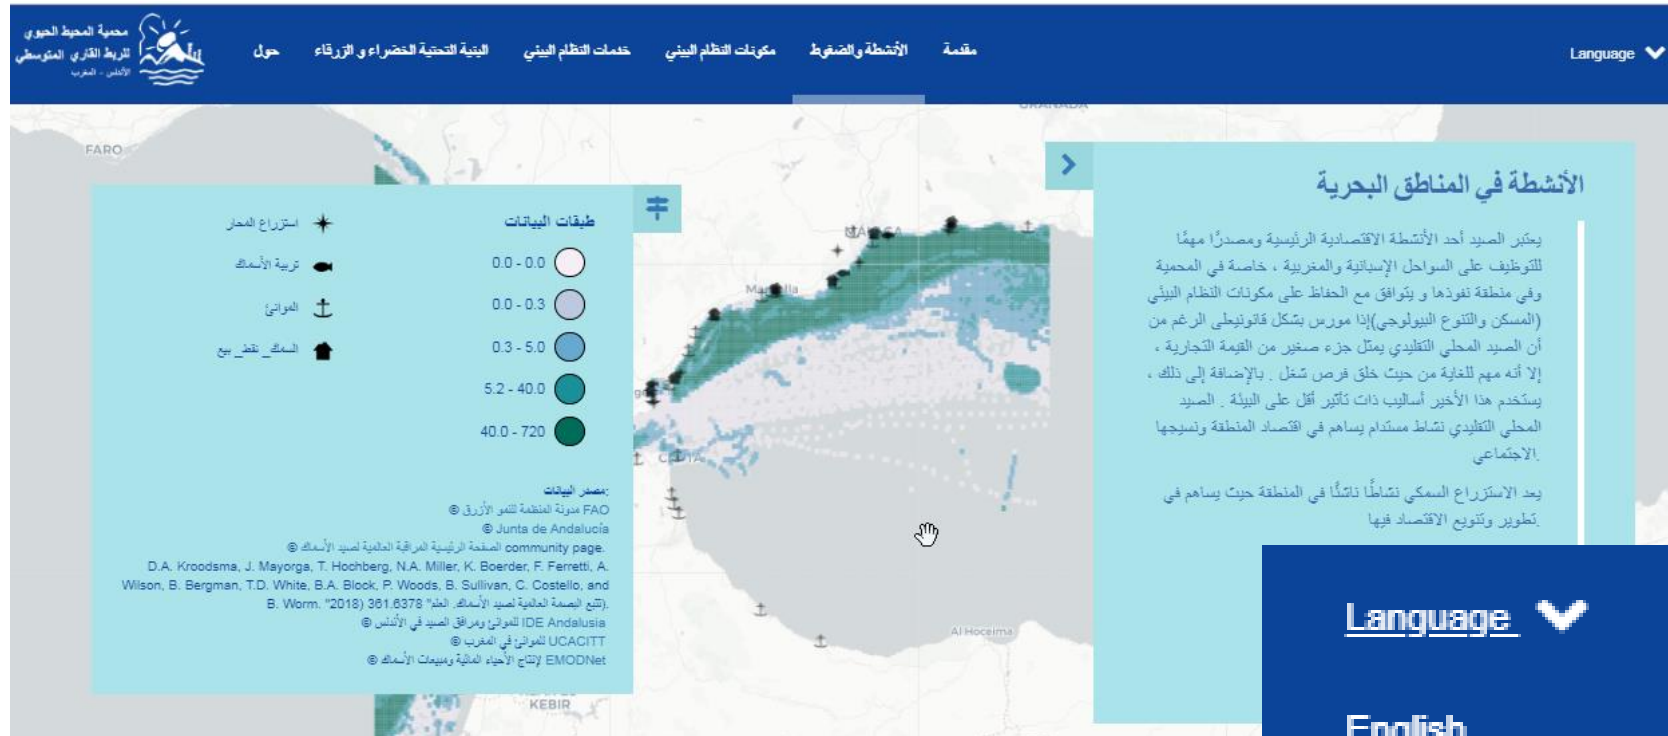 محمية المحيط الحيوي
للربط القاري المتوسطي
الأندلس - المغرب
مقدمة
الأنشطة والضغوط
مكونات النظام البيئي
خدمات النظام البيئي
البنية التحتية الخضراء و الزرقاء
حول
Language
GRANADA
FARO
MÁLAGA
Marbella
CEUTA
Al Hoceima
KEBIR
الأنشطة في المناطق البحرية
يعتبر الصيد أحد الأنشطة الاقتصادية الرئيسية ومصدرًا مهمًا
للتوظيف على السواحل الإسبانية والمغربية ، خاصة في المحمية
وفي منطقة نفوذها و يتوافق مع الحفاظ على مكونات النظام البيئي
(المسكن والتنوع البيولوجي)إذا مورس بشكل قانونيعلى الرغم من
أن الصيد المحلي التقليدي يمثل جزء صغير من القيمة التجارية ،
إلا أنه مهم للغاية من حيث خلق فرص شغل . بالإضافة إلى ذلك ،
يستخدم هذا الأخير أساليب ذات تأثير أقل على البيئة . الصيد
المحلي التقليدي نشاط مستدام يساهم في اقتصاد المنطقة ونسيجها
.الاجتماعي
يعد الاستزراع السمكي نشاطًا ناشئًا في المنطقة حيث يساهم في
.تطوير وتنويع الاقتصاد فيها
طبقات البيانات
0.0 - 0.0
0.0 - 0.3
0.3 - 5.0
5.2 - 40.0
40.0 - 720
استزراع المحار
تربية الأسماك
الموانئ
السمك_ نقط_ بيع
:مصدر البيانات
FAO مدونة المنظمة للنمو الأزرق ©
© Junta de Andalucía
.community page الصفحة الرئيسية المراقبة العالمية لصيد الأسماك ©
D.A. Kroodsma, J. Mayorga, T. Hochberg, N.A. Miller, K. Boerder, F. Ferretti, A.
Wilson, B. Bergman, T.D. White, B.A. Block, P. Woods, B. Sullivan, C. Costello, and
B. Worm. "2018) 361.6378 "تتبع البصمة العالمية لصيد الأسماك. العلم).
IDE Andalusia للموانئ ومرافق الصيد في الأندلس ©
UCACITT للموانئ في المغرب ©
EMODNet لإنتاج الأحياء المائية ومبيعات الأسماك ©
Language
English